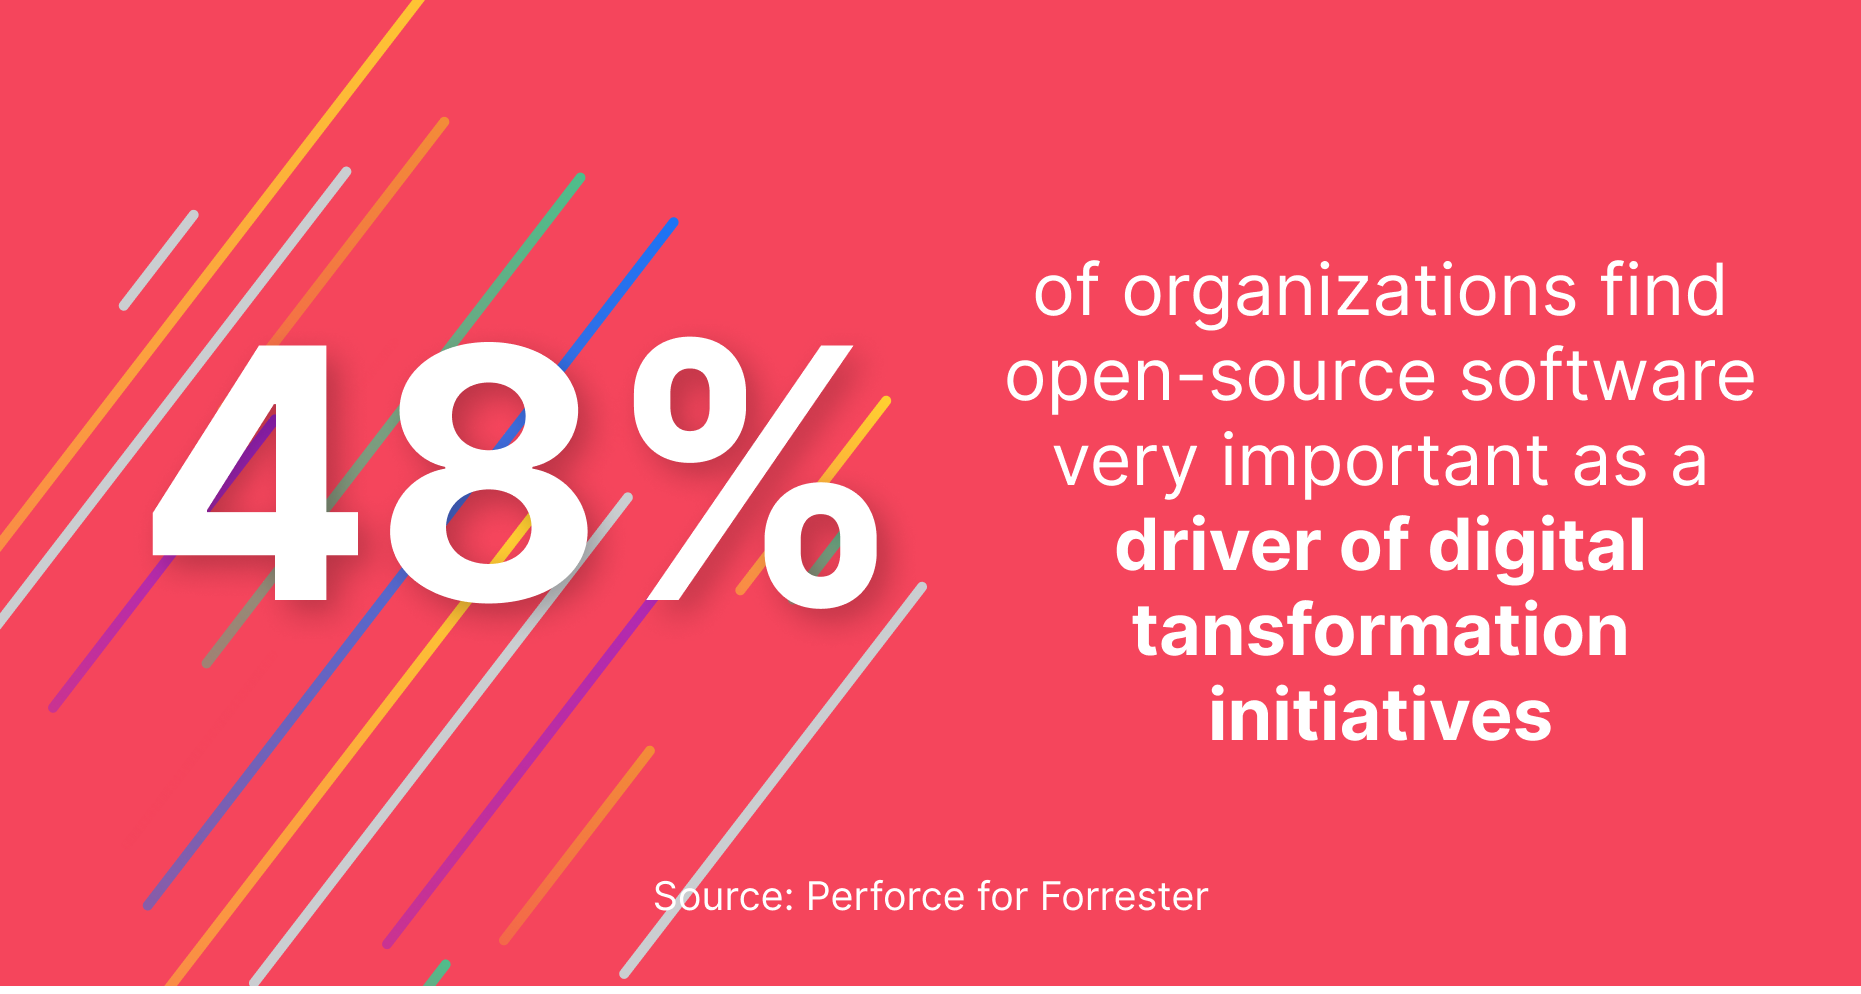 48%
of organizations find
open-source software
very important as a
driver of digital
tansformation
initiatives
Source: Perforce for Forrester